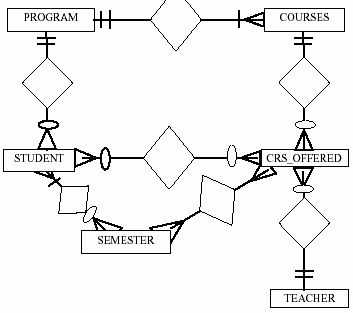 PROGRAM
COURSES
STUDENT
CRS_OFFERED
SEMESTER
TEACHER